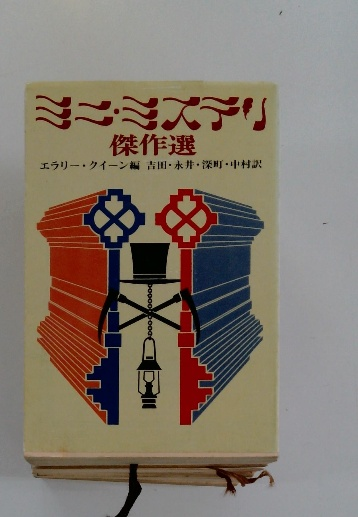 ミニ・ミステリ
傑作選
エラリー・クイーン編 吉田・永井・深町・中村訳